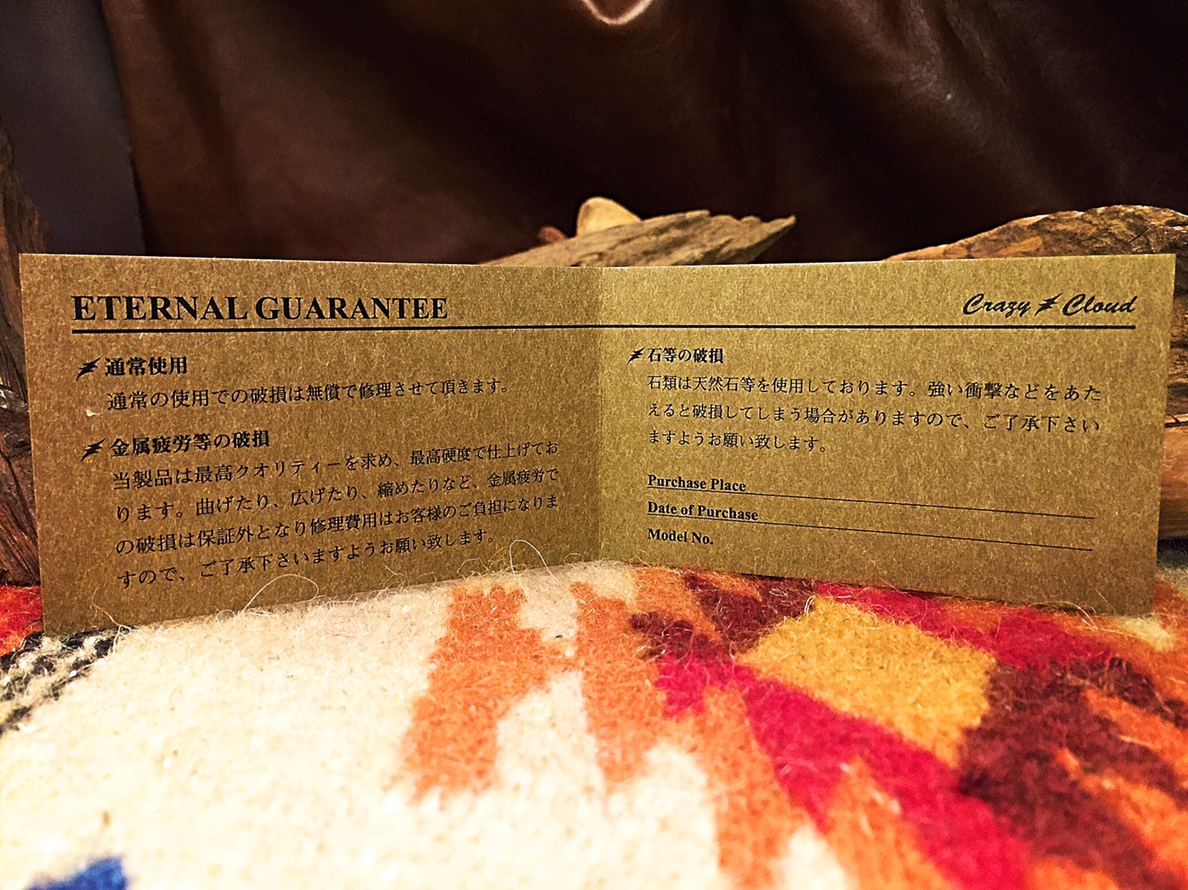 ETERNAL GUARANTEE
通常使用
通常の使用での破損は無償で修理させて頂きます。
金属疲労等の破損
当製品は最高クオリティーを求め、最高硬度で仕上げてお
ります。曲げたり、広げたり、縮めたりなど、金属疲労で
の破損は保証外となり修理費用はお客様のご負担になりま
すので、ご了承下さいますようお願い致します。
Crazy Cloud
石等の破損
石類は天然石等を使用しております。強い衝撃などをあた
えると破損してしまう場合がありますので、ご了承下さい
ますようお願い致します。
Purchase Place
Date of Purchase
Model No.